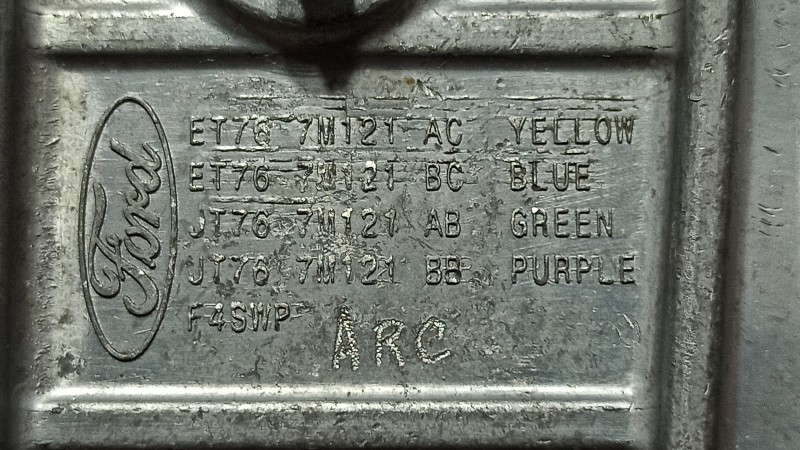 Ford
ET76 7M121 AC YELLOW
ET76 7M121 BC BLUE
JT76 7M121 AB GREEN
JT76 7M121 BB PURPLE
F4SWP
ARC